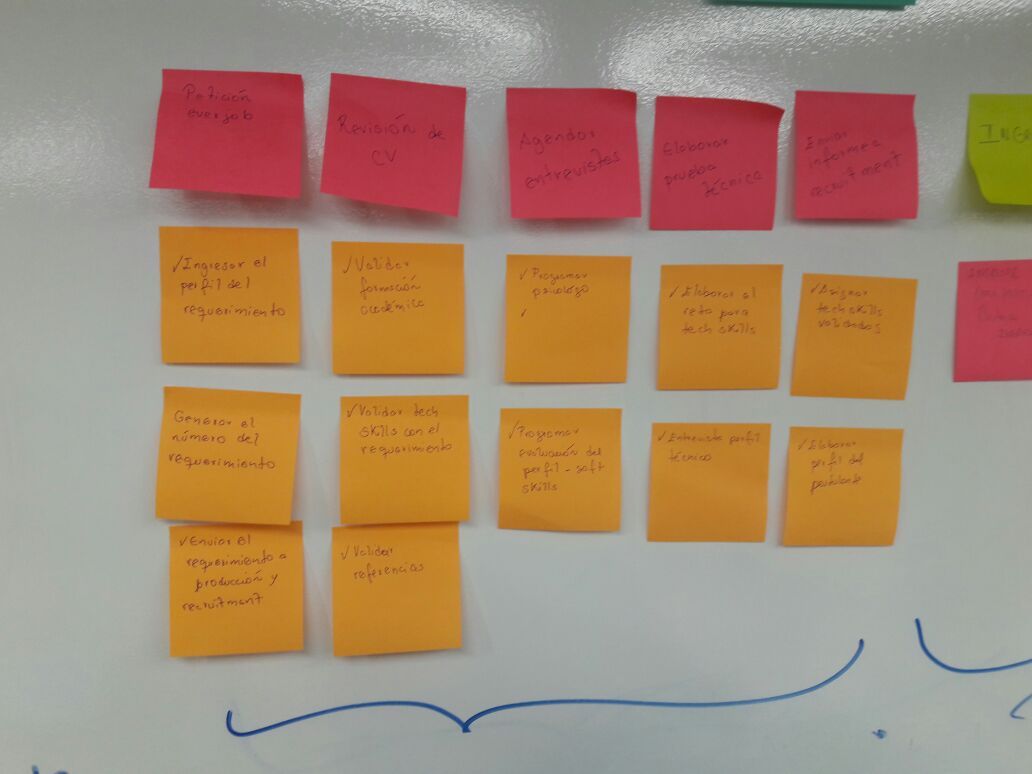 Petición
everjob
Revisión de
CV
Agendar
entrevistas
Elaborar
prueba
técnica
Enviar
informe a
recruitment
✓Ingresar el
perfil del
requerimiento
Generar el
número del
requerimiento
✓Enviar el
requerimiento a
producción y
recruitment
✓Validar
formación
académica
✓Validar tech
skills con el
requerimiento
✓Validar
referencias
✓Programar
psicólogo
✓
✓Programar
evaluación del
perfil - soft
skills
✓Elaborar el
reto para
tech skills
✓Entrevista perfil
técnico
✓Asignar
tech skills
validados
✓Elaborar
perfil del
postulante